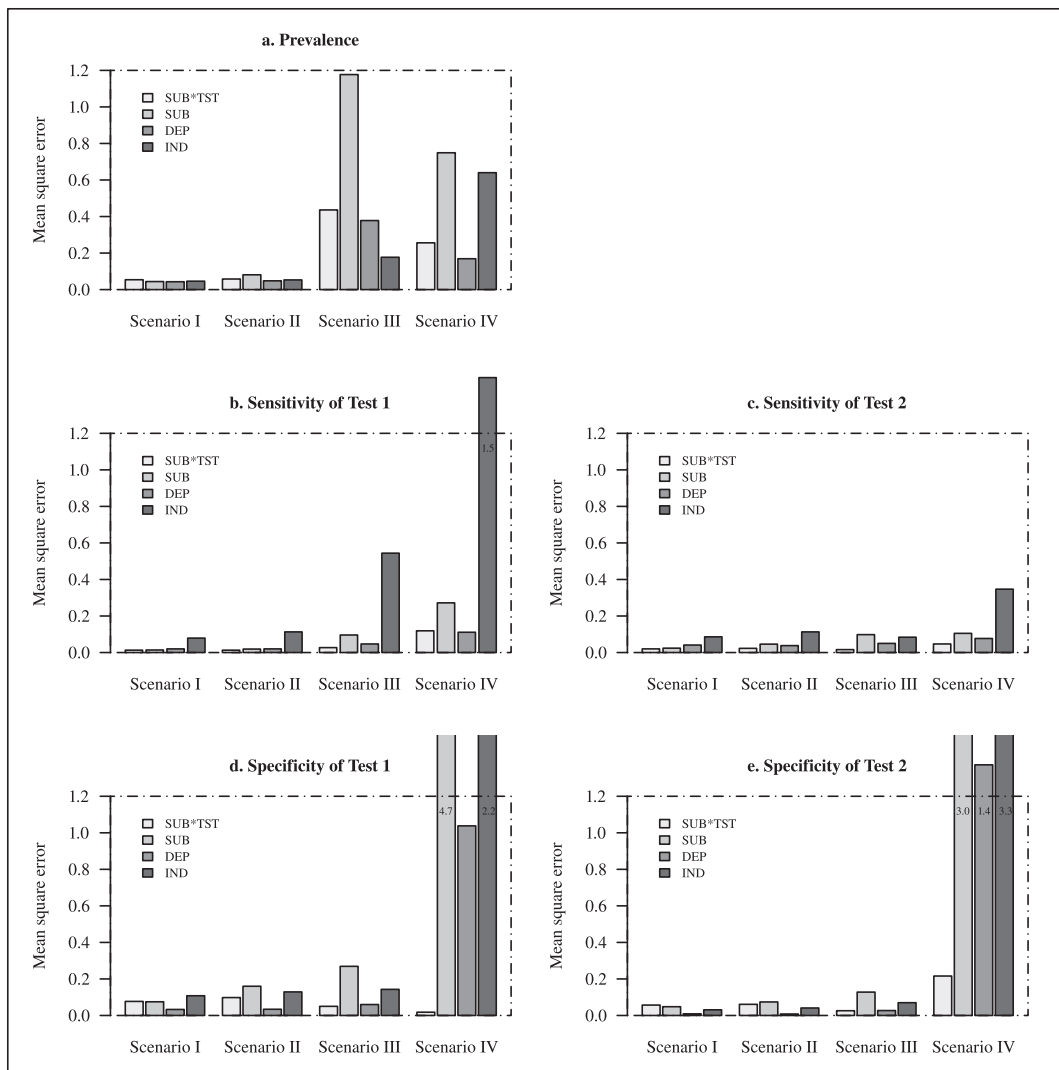 a. Prevalence
Mean square error
1.2
1.0
0.8
0.6
0.4
0.2
0.0
SUB*TST
SUB
DEP
IND
Scenario I Scenario II Scenario III Scenario IV
b. Sensitivity of Test 1
Mean square error
1.2
1.0
0.8
0.6
0.4
0.2
0.0
SUB*TST
SUB
DEP
IND
1.5
Scenario I Scenario II Scenario III Scenario IV
c. Sensitivity of Test 2
Mean square error
1.2
1.0
0.8
0.6
0.4
0.2
0.0
SUB*TST
SUB
DEP
IND
Scenario I Scenario II Scenario III Scenario IV
d. Specificity of Test 1
Mean square error
1.2
1.0
0.8
0.6
0.4
0.2
0.0
SUB*TST
SUB
DEP
IND
4.7 2.2
Scenario I Scenario II Scenario III Scenario IV
e. Specificity of Test 2
Mean square error
1.2
1.0
0.8
0.6
0.4
0.2
0.0
SUB*TST
SUB
DEP
IND
3.0 1.4 3.3
Scenario I Scenario II Scenario III Scenario IV